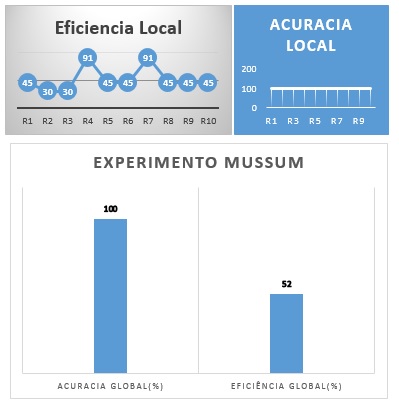 Eficiencia Local
91 91
45 45 45 45 45 45
30 30
R1 R2 R3 R4 R5 R6 R7 R8 R9 R10
ACURACIA
LOCAL
200
100
0
R1 R3 R5 R7 R9
EXPERIMENTO MUSSUM
100
52
ACURACIA GLOBAL(%) EFICIÊNCIA GLOBAL(%)